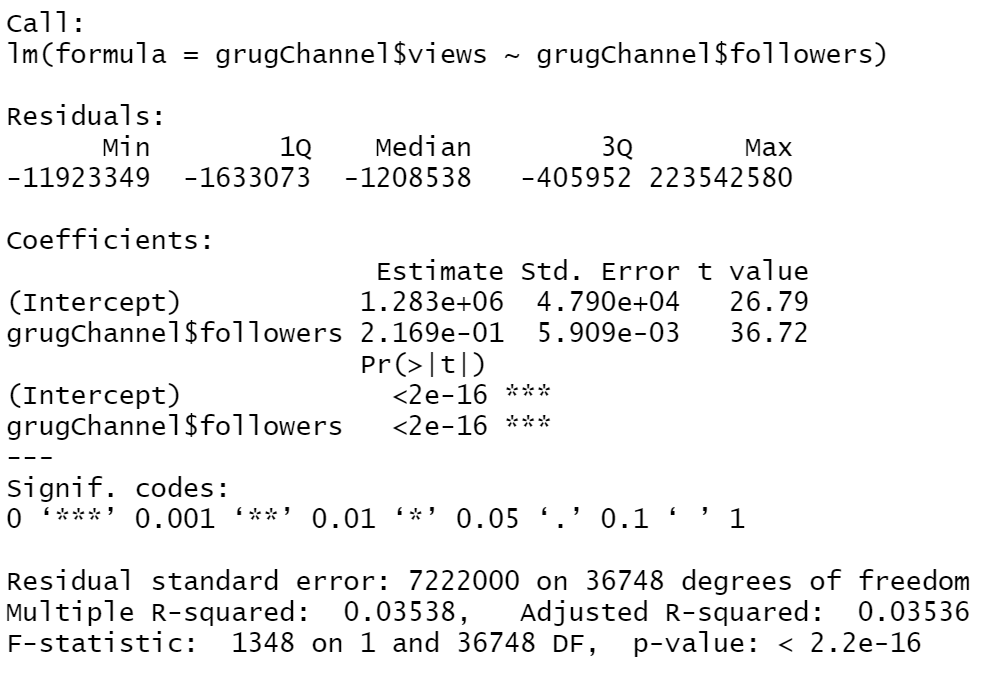 Call:
lm(formula = grugChannel$views ~ grugChannel$followers)
Residuals:
Min 1Q Median 3Q Max
-11923349 -1633073 -1208538 -405952 223542580
Coefficients:
Estimate Std. Error t value
(Intercept) 1.283e+06 4.790e+04 26.79
grugChannel$followers 2.169e-01 5.909e-03 36.72
Pr(>|t|)
(Intercept) <2e-16 ***
grugChannel$followers <2e-16 ***
---
Signif. codes:
0 ‘***’ 0.001 ‘**’ 0.01 ‘*’ 0.05 ‘.’ 0.1 ‘ ’ 1
Residual standard error: 7222000 on 36748 degrees of freedom
Multiple R-squared: 0.03538, Adjusted R-squared: 0.03536
F-statistic: 1348 on 1 and 36748 DF, p-value: < 2.2e-16